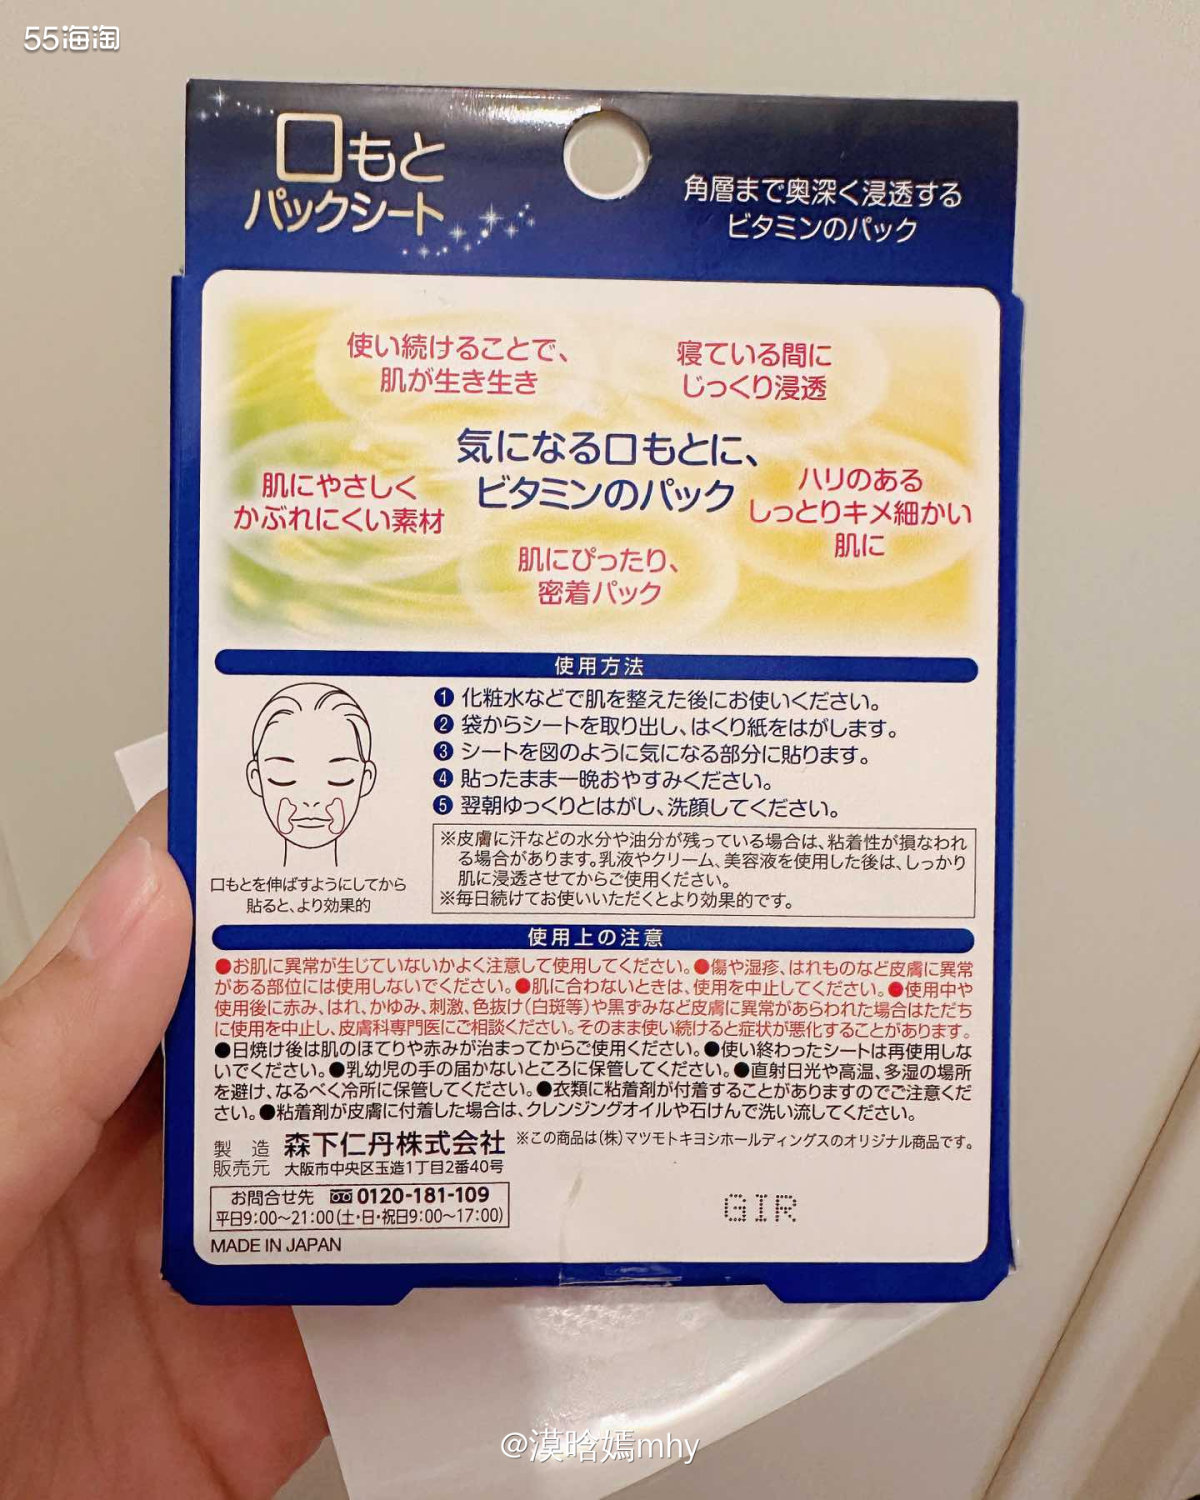 55海淘
口もと
パックシート
角層まで奥深く浸透する
ビタミンのパック
使い続けることで、
肌が生き生き
寝ている間に
じっくり浸透
気になる口もとに、
ビタミンのパック
肌にやさしく
かぶれにくい素材
ハリのある
しっとりキメ細かい
肌に
肌にぴったり、
密着パック
使用方法
❶ 化粧水などで肌を整えた後にお使いください。
❷ 袋からシートを取り出し、はくり紙をはがします。
❸ シートを図のように気になる部分に貼ります。
❹ 貼ったまま一晩おやすみください。
❺ 翌朝ゆっくりとはがし、洗顔してください。
口もとを伸ばすようにしてから
貼ると、より効果的
※皮膚に汗などの水分や油分が残っている場合は、粘着性が損なわれ
る場合があります。乳液やクリーム、美容液を使用した後は、しっかり
肌に浸透させてからご使用ください。
※毎日続けてお使いいただくとより効果的です。
使用上の注意
●お肌に異常が生じていないかよく注意して使用してください。●傷や湿疹、はれものなど皮膚に異常
がある部位には使用しないでください。●肌に合わないときは、使用を中止してください。●使用中や
使用後に赤み、はれ、かゆみ、刺激、色抜け(白斑等)や黒ずみなど皮膚に異常があらわれた場合はただち
に使用を中止し、皮膚科専門医にご相談ください。そのまま使い続けると症状が悪化することがあります。
●日焼け後は肌のほてりや赤みが治まってからご使用ください。●使い終わったシートは再使用しな
いでください。●乳幼児の手の届かないところに保管してください。●直射日光や高温、多湿の場所
を避け、なるべく冷所に保管してください。●衣類に粘着剤が付着することがありますのでご注意くだ
さい。●粘着剤が皮膚に付着した場合は、クレンジングオイルや石けんで洗い流してください。
製造販売元 森下仁丹株式会社 ※この商品は(株)マツモトキヨシホールディングスのオリジナル商品です。
大阪市中央区玉造1丁目2番40号
お問合せ先 0120-181-109
平日9:00〜21:00(土・日・祝日9:00〜17:00)
GIR
MADE IN JAPAN
@漠晗嫣mhy